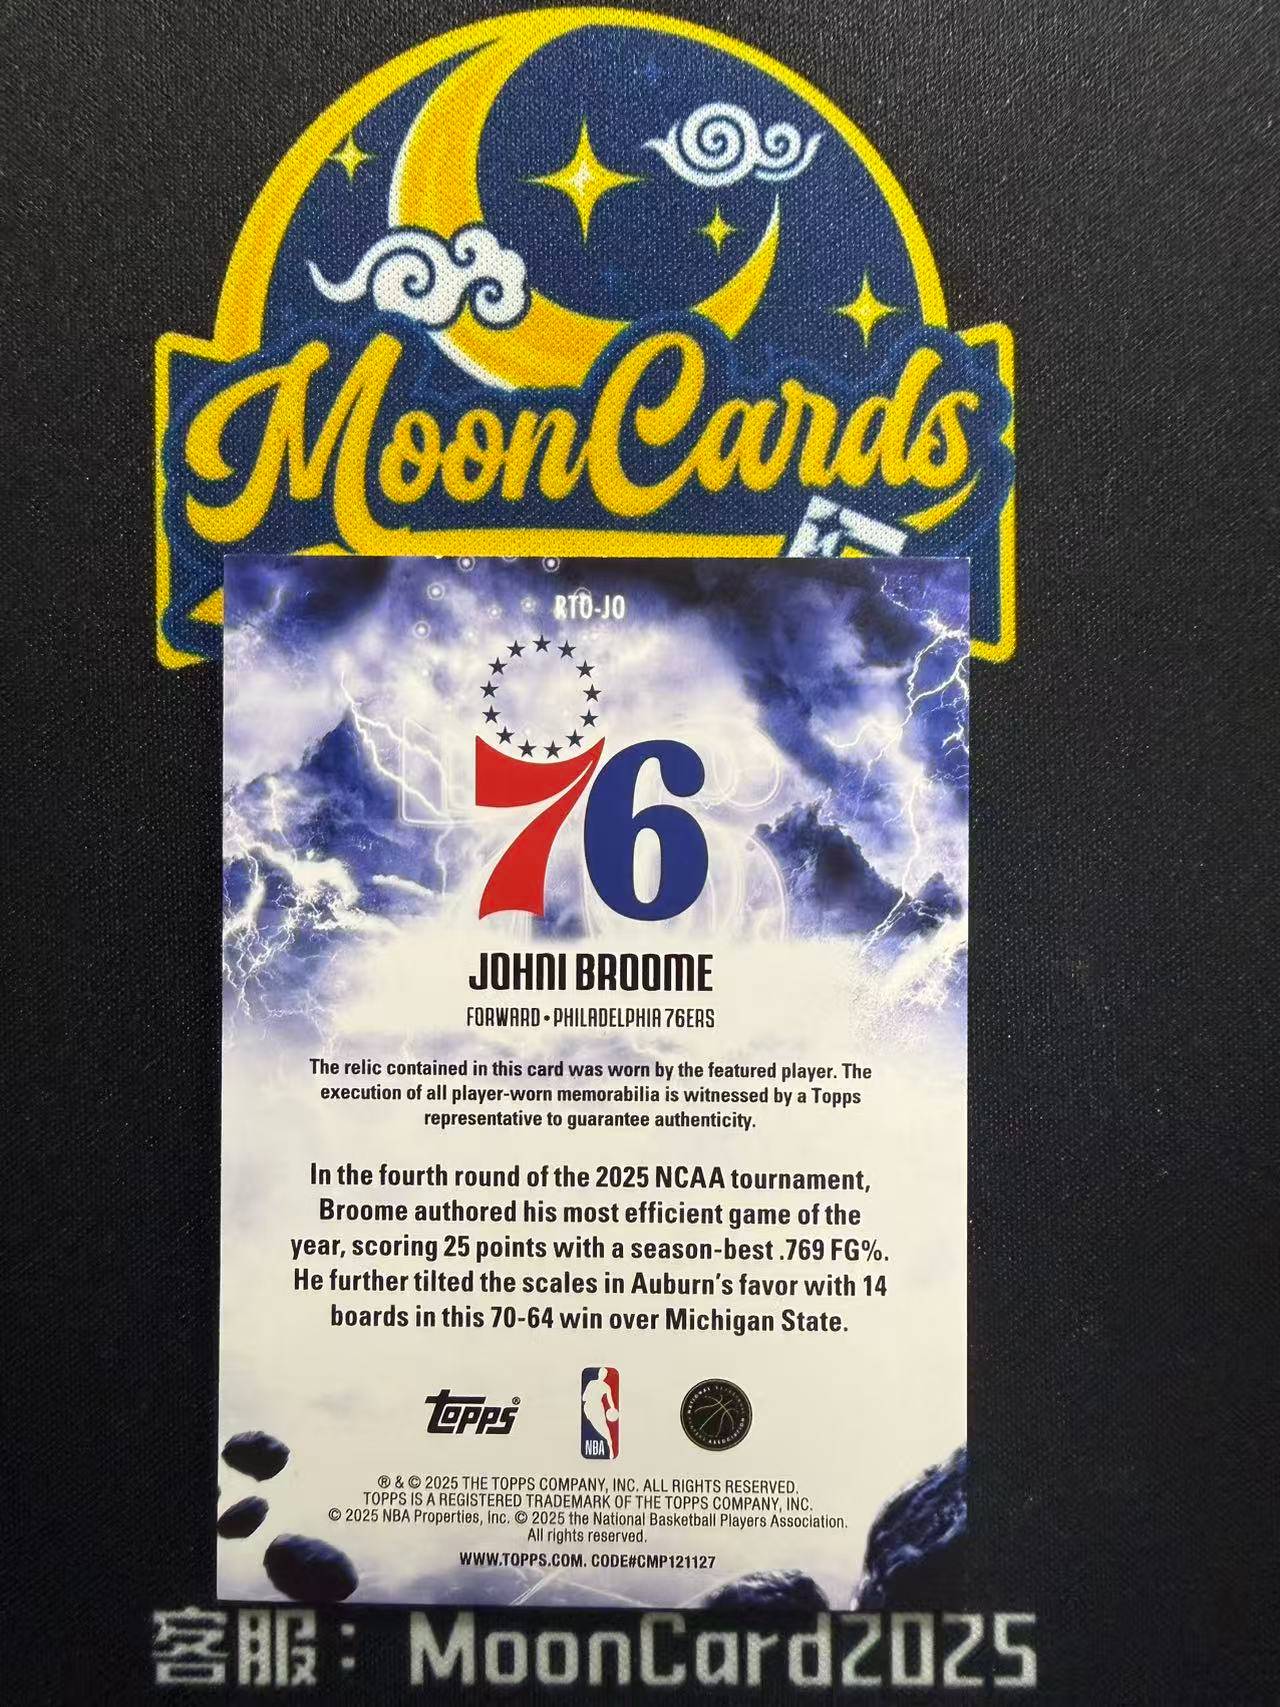 MoonCards
RTO-JO
76
JOHNI BROOME
FORWARD • PHILADELPHIA 76ERS
The relic contained in this card was worn by the featured player. The
execution of all player-worn memorabilia is witnessed by a Topps
representative to guarantee authenticity.
In the fourth round of the 2025 NCAA tournament,
Broome authored his most efficient game of the
year, scoring 25 points with a season-best .769 FG%.
He further tilted the scales in Auburn's favor with 14
boards in this 70-64 win over Michigan State.
topps®
NBA
® & © 2025 THE TOPPS COMPANY, INC. ALL RIGHTS RESERVED.
TOPPS IS A REGISTERED TRADEMARK OF THE TOPPS COMPANY, INC.
© 2025 NBA Properties, Inc. © 2025 the National Basketball Players Association.
All rights reserved.
WWW.TOPPS.COM. CODE#CMP121127
客服：MoonCard2025